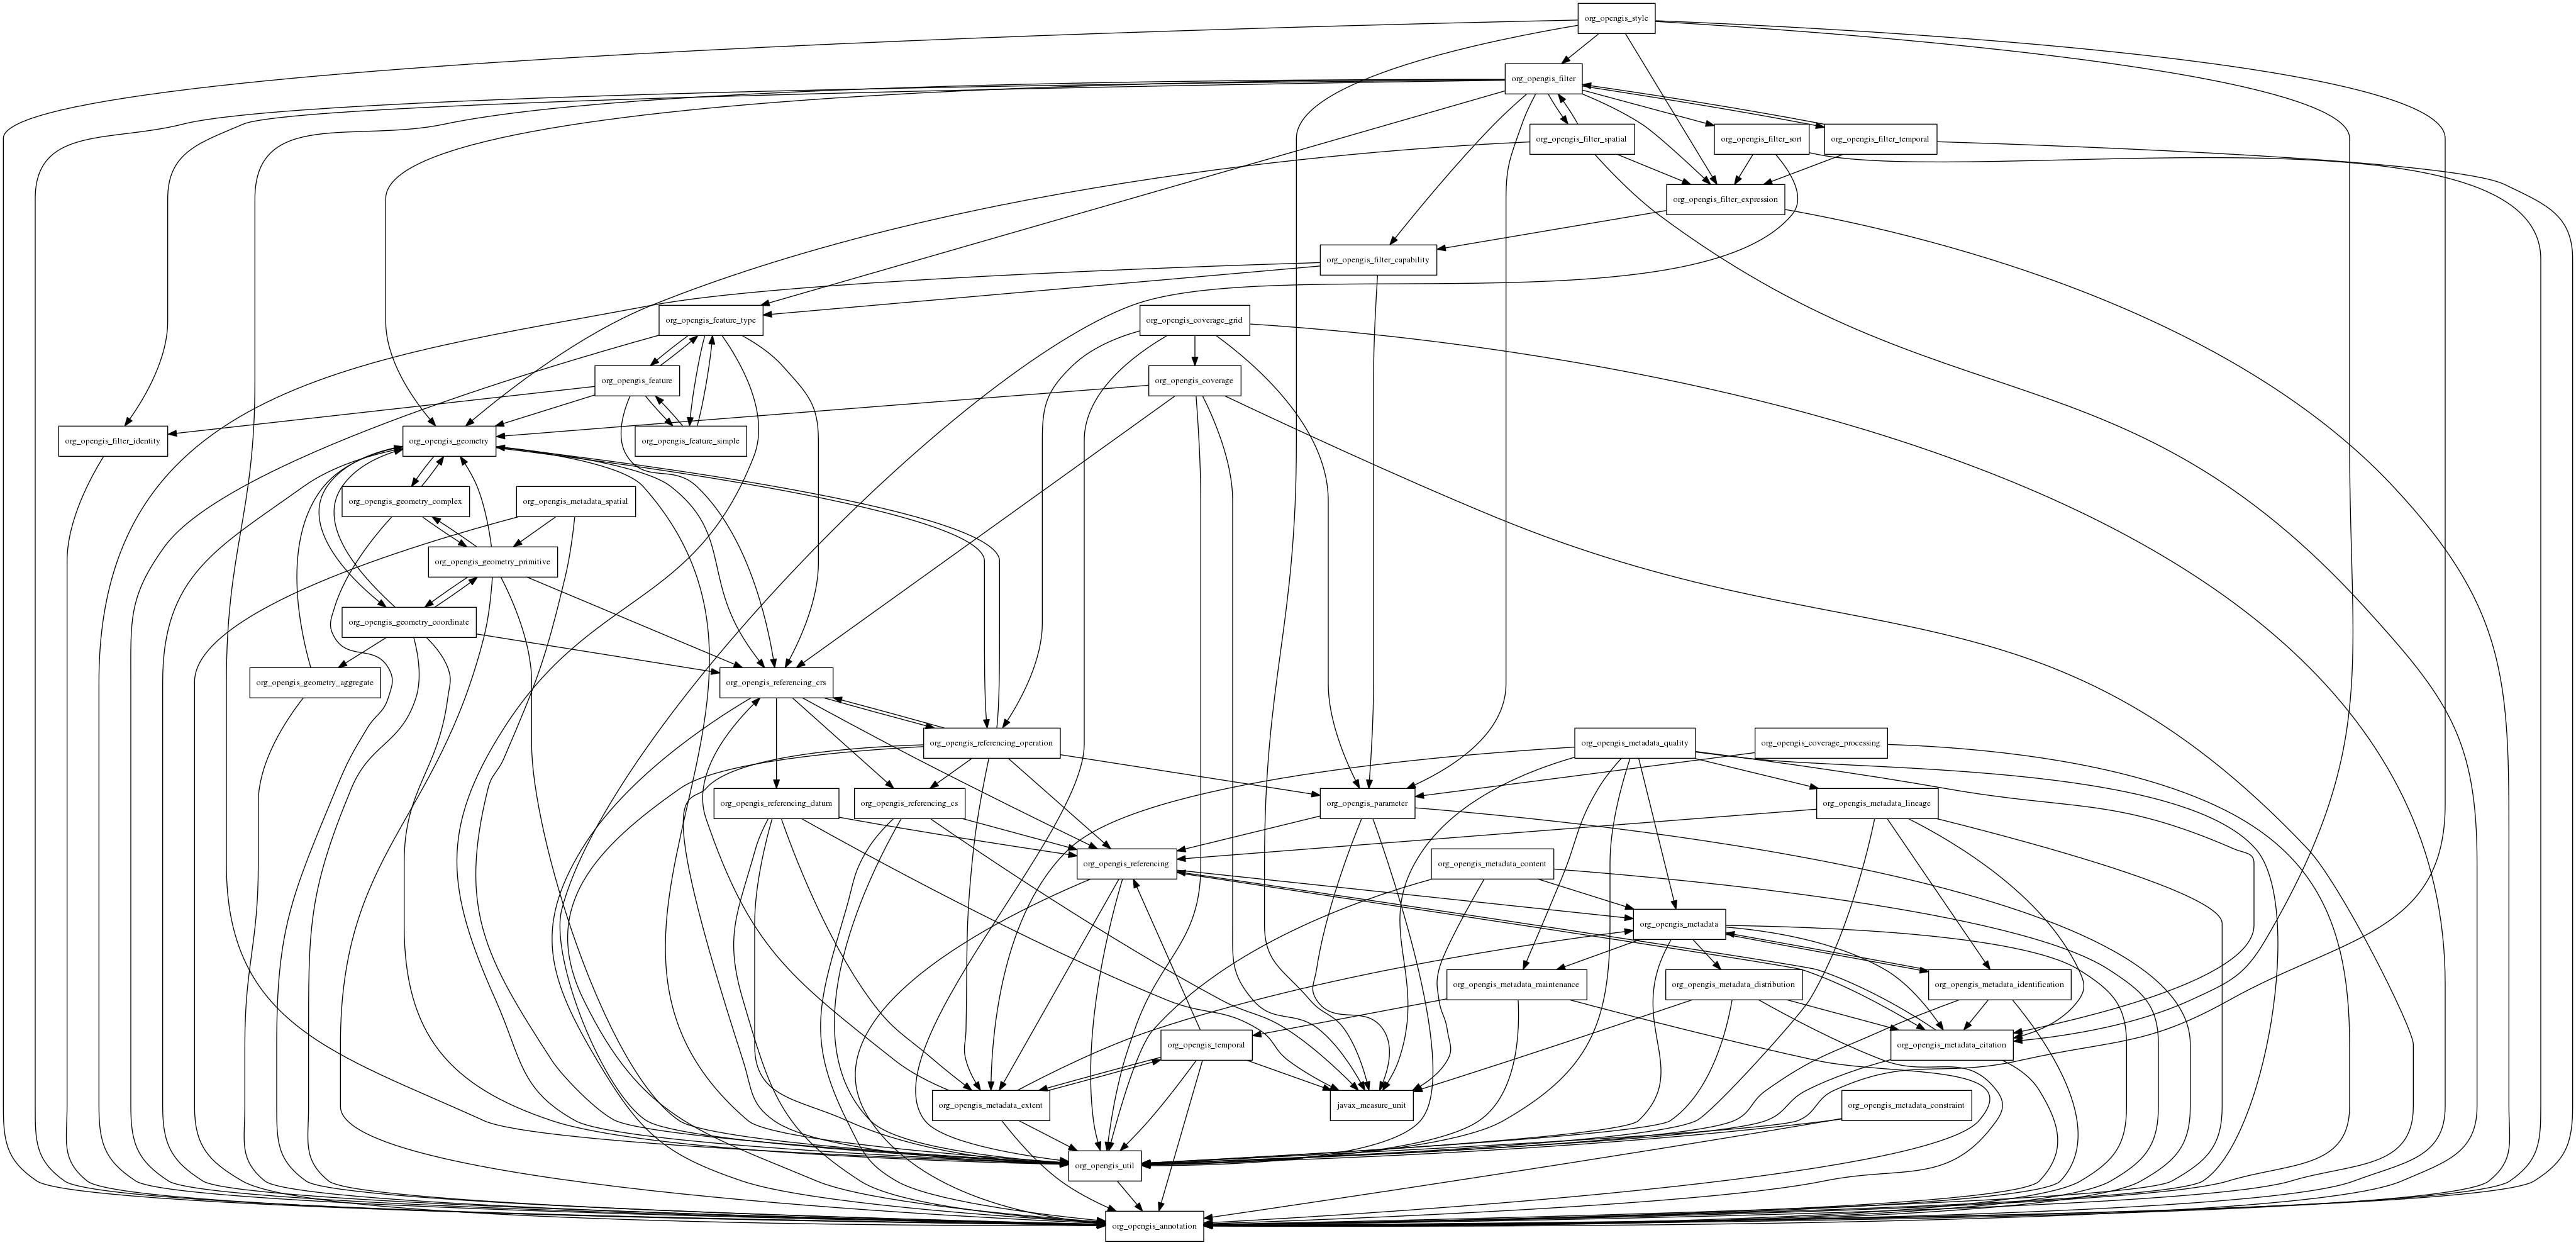 org_opengis_style
org_opengis_filter
org_opengis_filter_spatial
org_opengis_filter_sort
org_opengis_filter_temporal
org_opengis_filter_expression
org_opengis_filter_capability
org_opengis_feature_type
org_opengis_coverage_grid
org_opengis_feature
org_opengis_coverage
org_opengis_filter_identity
org_opengis_geometry
org_opengis_feature_simple
org_opengis_geometry_complex
org_opengis_metadata_spatial
org_opengis_geometry_primitive
org_opengis_geometry_coordinate
org_opengis_geometry_aggregate
org_opengis_referencing_crs
org_opengis_referencing_operation
org_opengis_metadata_quality
org_opengis_coverage_processing
org_opengis_referencing_datum
org_opengis_referencing_cs
org_opengis_parameter
org_opengis_metadata_lineage
org_opengis_referencing
org_opengis_metadata_content
org_opengis_metadata
org_opengis_metadata_maintenance
org_opengis_metadata_distribution
org_opengis_metadata_identification
org_opengis_temporal
org_opengis_metadata_citation
org_opengis_metadata_extent
javax_measure_unit
org_opengis_metadata_constraint
org_opengis_util
org_opengis_annotation